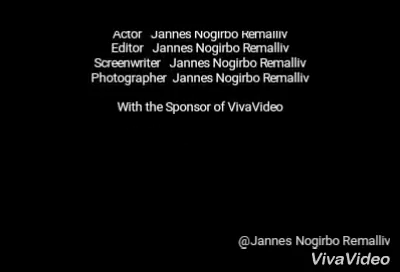 Actor Jannes Nogirbo Remalliv
Editor Jannes Nogirbo Remalliv
Screenwriter Jannes Nogirbo Remalliv
Photographer Jannes Nogirbo Remalliv
With the Sponsor of VivaVideo
@Jannes Nogirbo Remalliv
VivaVideo